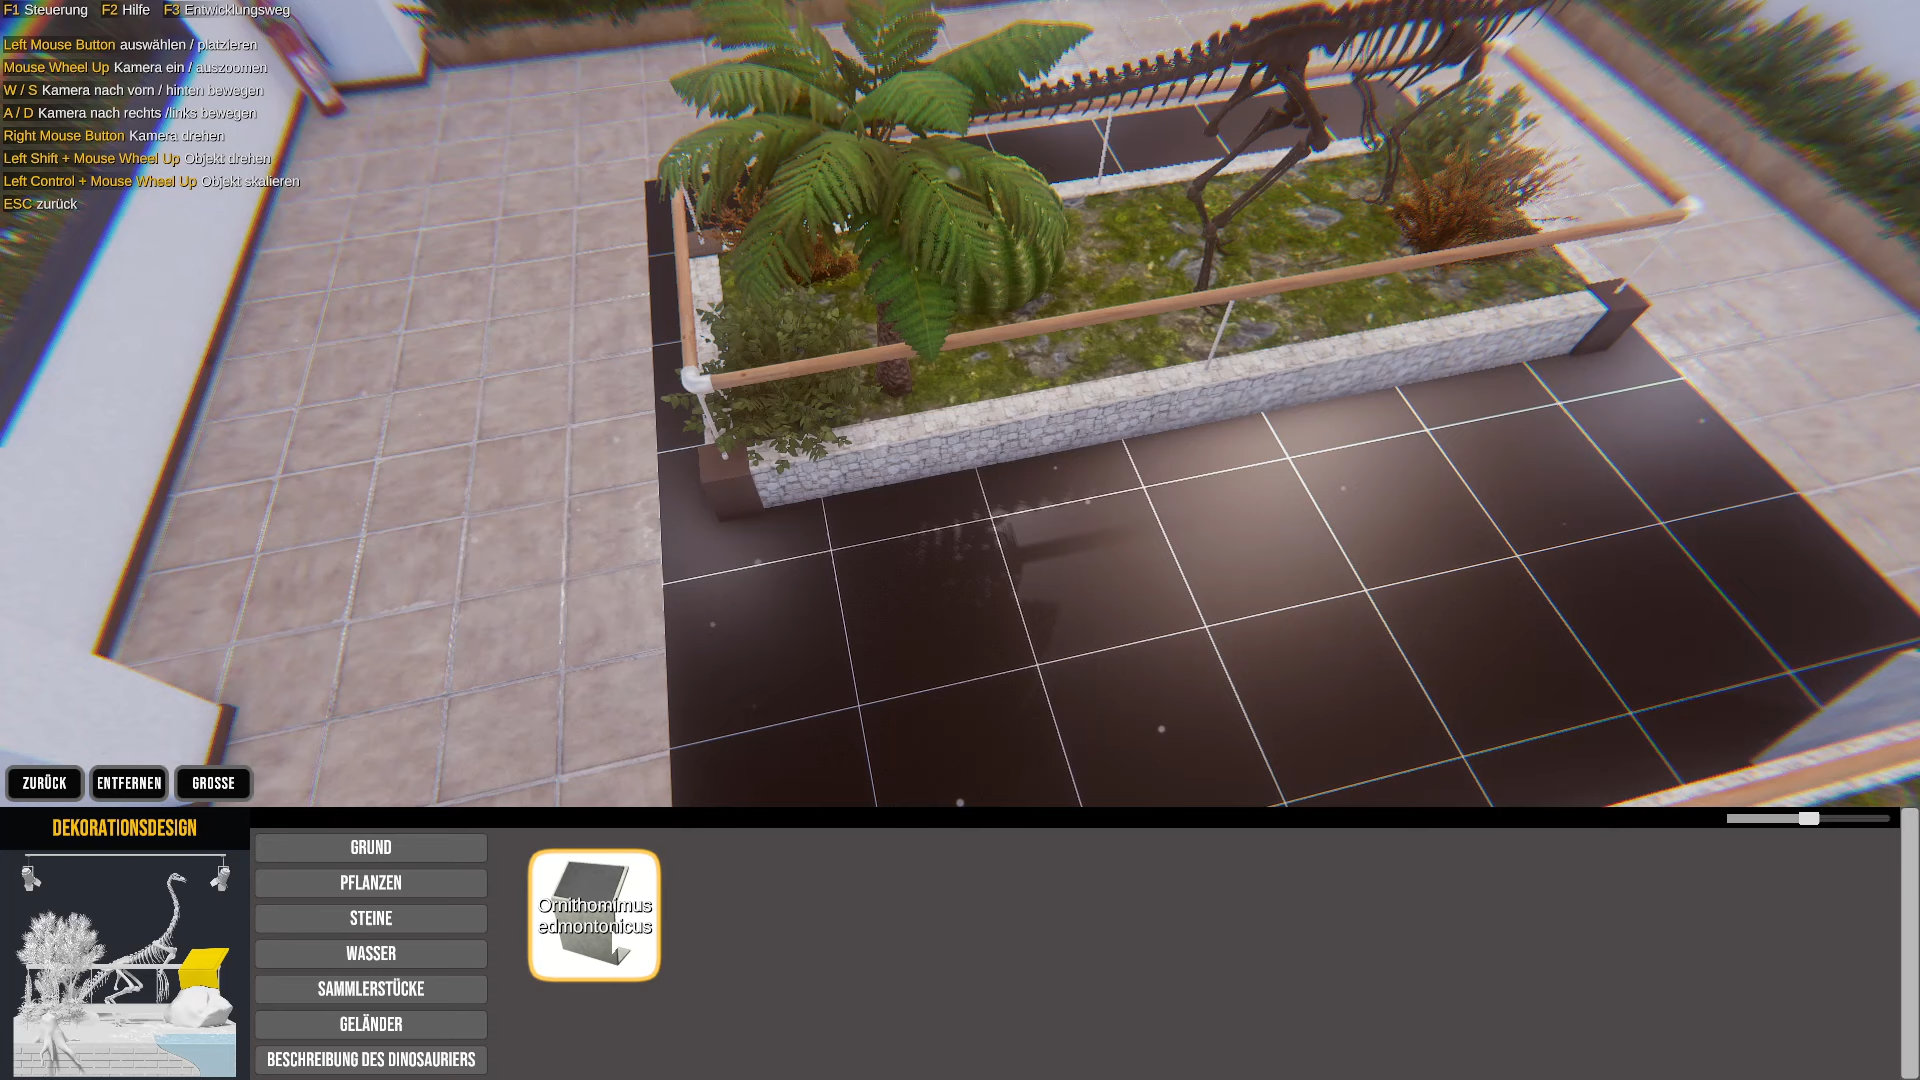 F1 Steuerung F2 Hilfe F3 Entwicklungsweg
Left Mouse Button auswählen / platzieren
Mouse Wheel Up Kamera ein / auszoomen
W / S Kamera nach vorn / hinten bewegen
A / D Kamera nach rechts /links bewegen
Right Mouse Button Kamera drehen
Left Shift + Mouse Wheel Up Objekt drehen
Left Control + Mouse Wheel Up Objekt skalieren
ESC zurück
ZURÜCK ENTFERNEN GROSSE
DEKORATIONSDESIGN
GRUND
PFLANZEN
STEINE
WASSER
SAMMLERSTÜCKE
GELÄNDER
BESCHREIBUNG DES DINOSAURIERS
Ornithomimus
edmontonicus